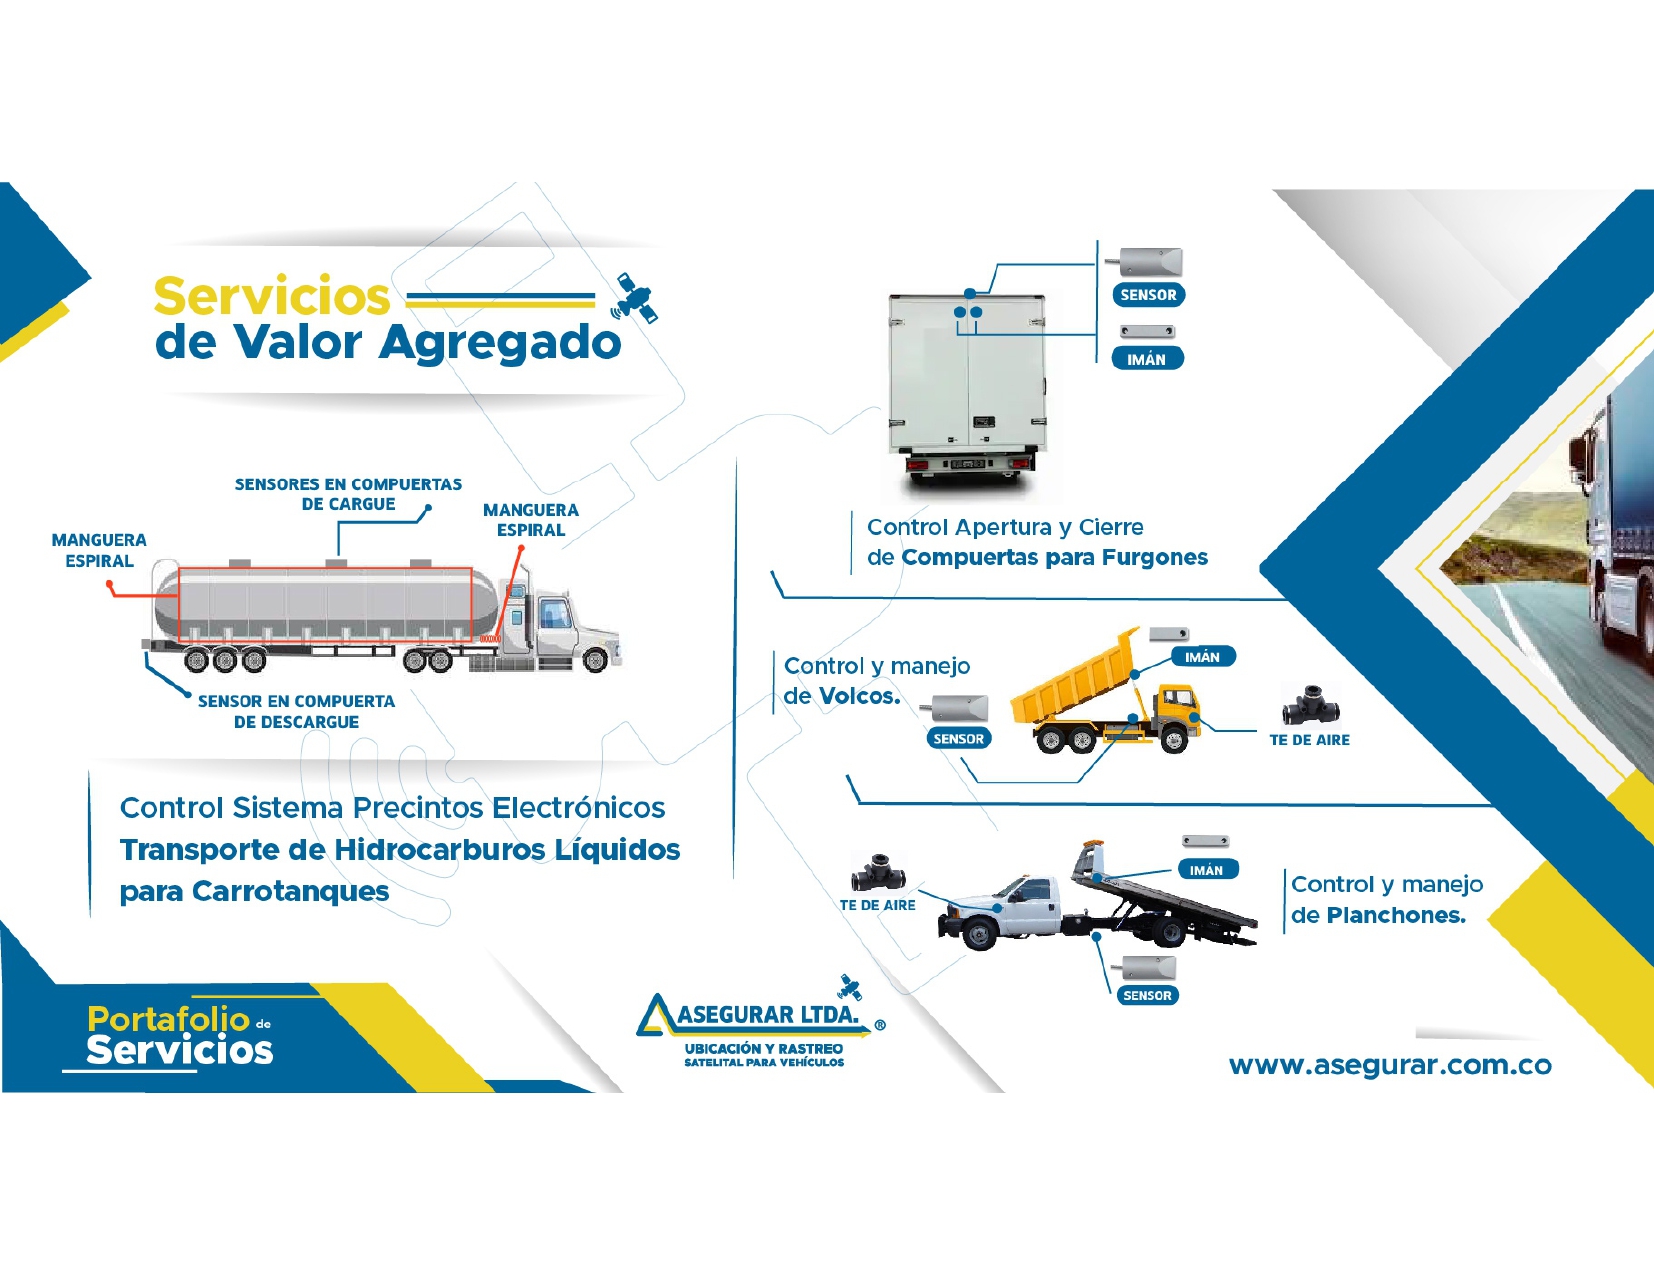 Servicios
de Valor Agregado
SENSORES EN COMPUERTAS
DE CARGUE
MANGUERA
ESPIRAL
MANGUERA
ESPIRAL
SENSOR EN COMPUERTA
DE DESCARGUE
Control Sistema Precintos Electrónicos
Transporte de Hidrocarburos Líquidos
para Carrotanques
SENSOR
IMÁN
Control Apertura y Cierre
de Compuertas para Furgones
Control y manejo
de Volcos.
IMÁN
SENSOR
TE DE AIRE
TE DE AIRE
IMÁN
SENSOR
Control y manejo
de Planchones.
Portafolio de
Servicios
ASEGURAR LTDA. ®
UBICACIÓN Y RASTREO
SATELITAL PARA VEHÍCULOS
www.asegurar.com.co